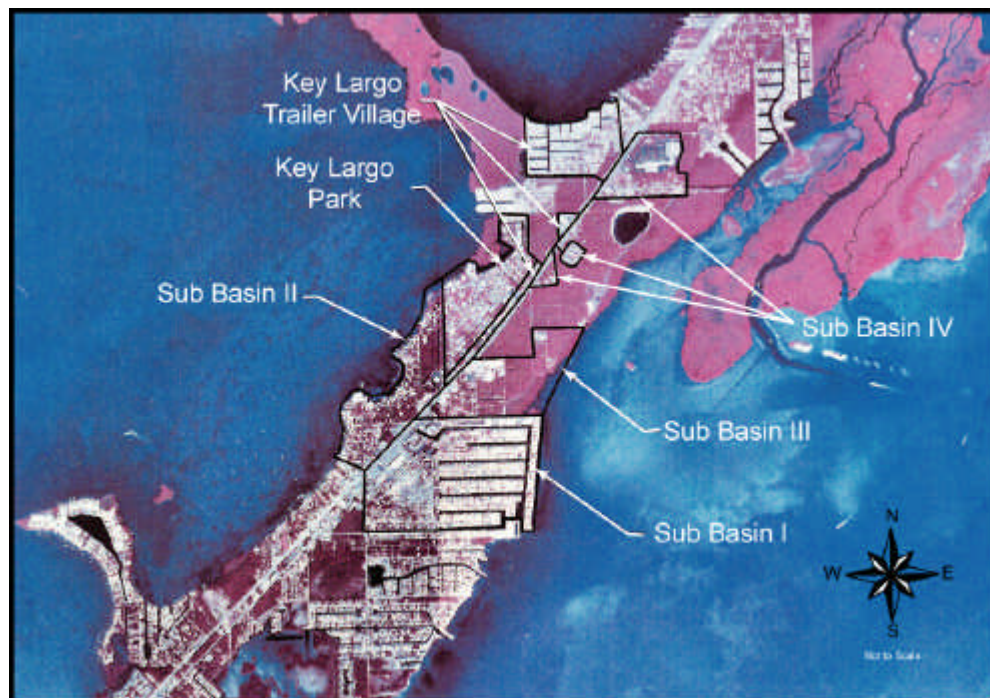 Key Largo
Trailer Village
Key Largo
Park
Sub Basin II
Sub Basin IV
Sub Basin III
Sub Basin I
N
W
E
S
Not to Scale